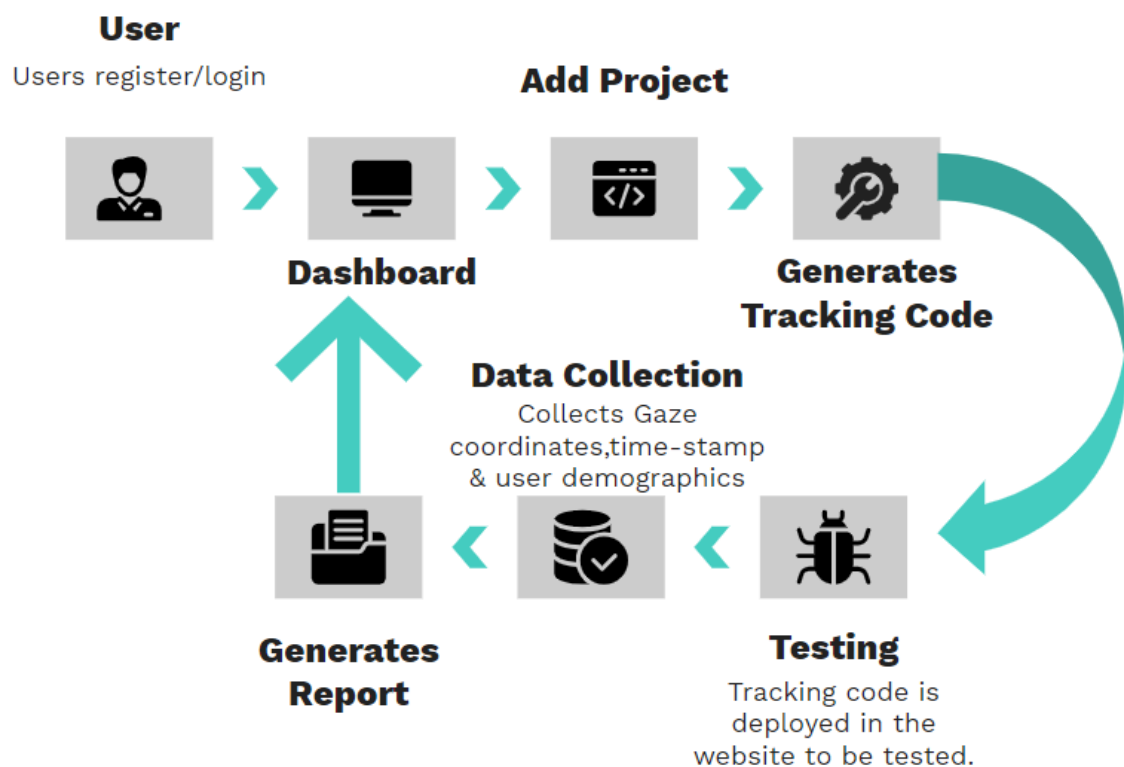 User
Users register/login
Add Project
</>
Dashboard
Generates
Tracking Code
Data Collection
Collects Gaze
coordinates,time-stamp
& user demographics
Generates
Report
Testing
Tracking code is
deployed in the
website to be tested.